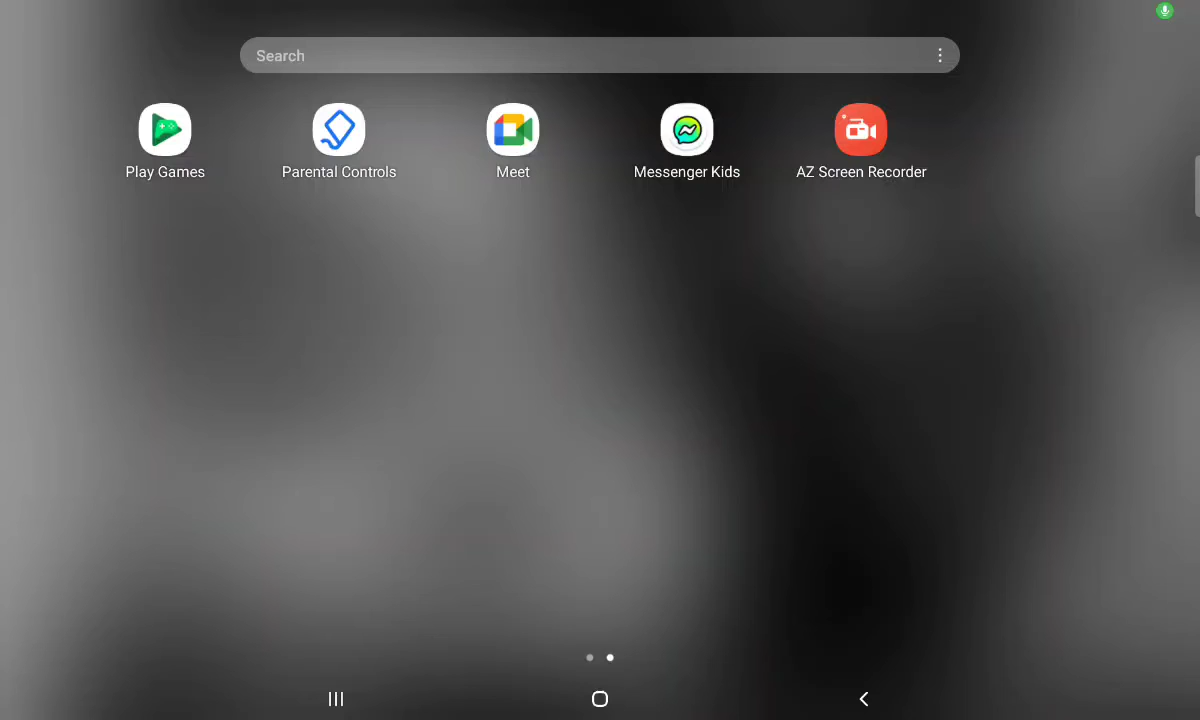 Search
Play Games
Parental Controls
Meet
Messenger Kids
AZ Screen Recorder